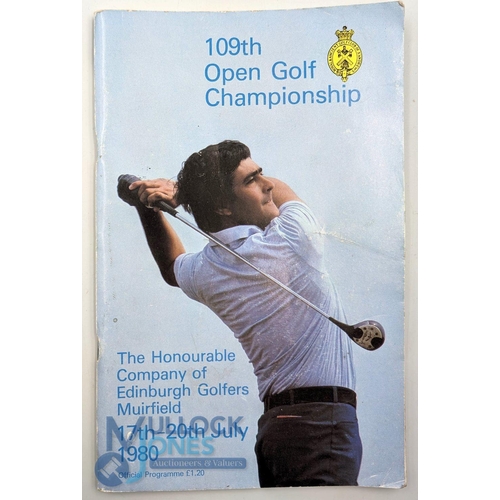 109th
Open Golf
Championship
The Honourable
Company of
Edinburgh Golfers
Muirfield
17th–20th July
1980
Official Programme £1.20
MULLOCK
JONES
Auctioneers & Valuers